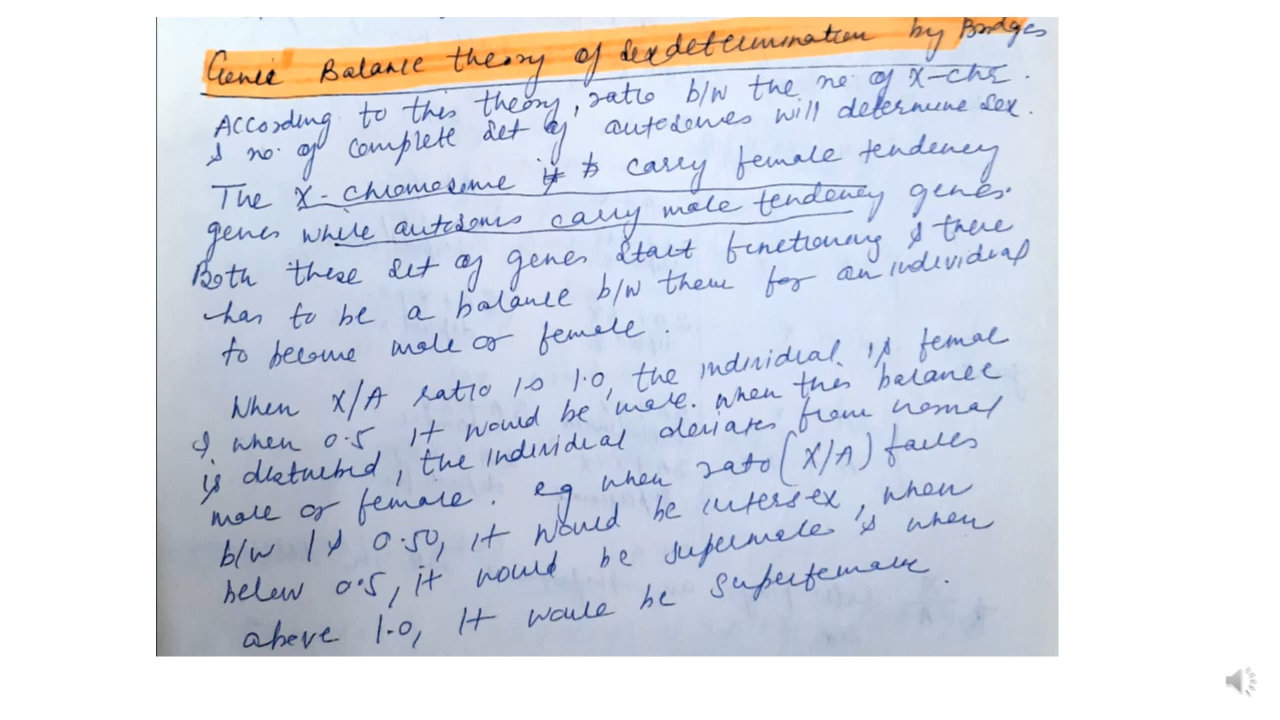 Genic Balance theory of sex determination by Bridges
According to this theory, ratio b/w the no of X-chr.
& no. of complete set of autosomes will determine sex.
The X-chromosome carry female tendency
genes while autosoms carry male tendency genes.
Both these set of genes start functioning & there
has to be a balance b/w them for an individual
to become male or female.
When X/A ratio is 1.0, the individual is female
& when 0.5 it would be male. when this balance
is disturbed, the individual deviates from normal
male or female. eg when rato (X/A) falles
b/w 1 & 0.50, it would be intersex, when
below 0.5, it would be supermale & when
above 1.0, it would be superfemale.